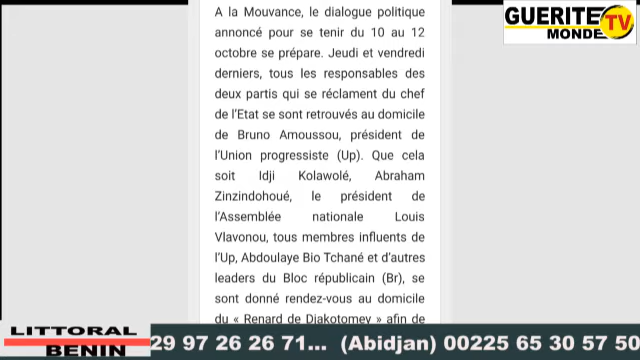 A la Mouvance, le dialogue politique
annoncé pour se tenir du 10 au 12
octobre se prépare. Jeudi et vendredi
derniers, tous les responsables des
deux partis qui se réclament du chef
de l'Etat se sont retrouvés au domicile
de Bruno Amoussou, président de
l'Union progressiste (Up). Que cela
soit Idji Kolawolé, Abraham
Zinzindohoué, le président de
l'Assemblée nationale Louis
Vlavonou, tous membres influents de
l'Up, Abdoulaye Bio Tchané et d'autres
leaders du Bloc républicain (Br), se
sont donné rendez-vous au domicile
du « Renard de Djakotomey » afin de
GUERITE TV
MONDE
LITTORAL
BENIN
29 97 26 26 71... (Abidjan) 00225 65 30 57 50